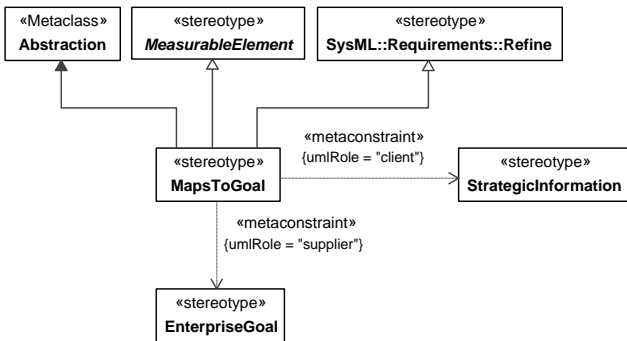 «Metaclass»
Abstraction
«stereotype»
MeasurableElement
«stereotype»
SysML::Requirements::Refine
«stereotype»
MapsToGoal
«metaconstraint»
{umlRole = "client"}
«stereotype»
StrategicInformation
«metaconstraint»
{umlRole = "supplier"}
«stereotype»
EnterpriseGoal